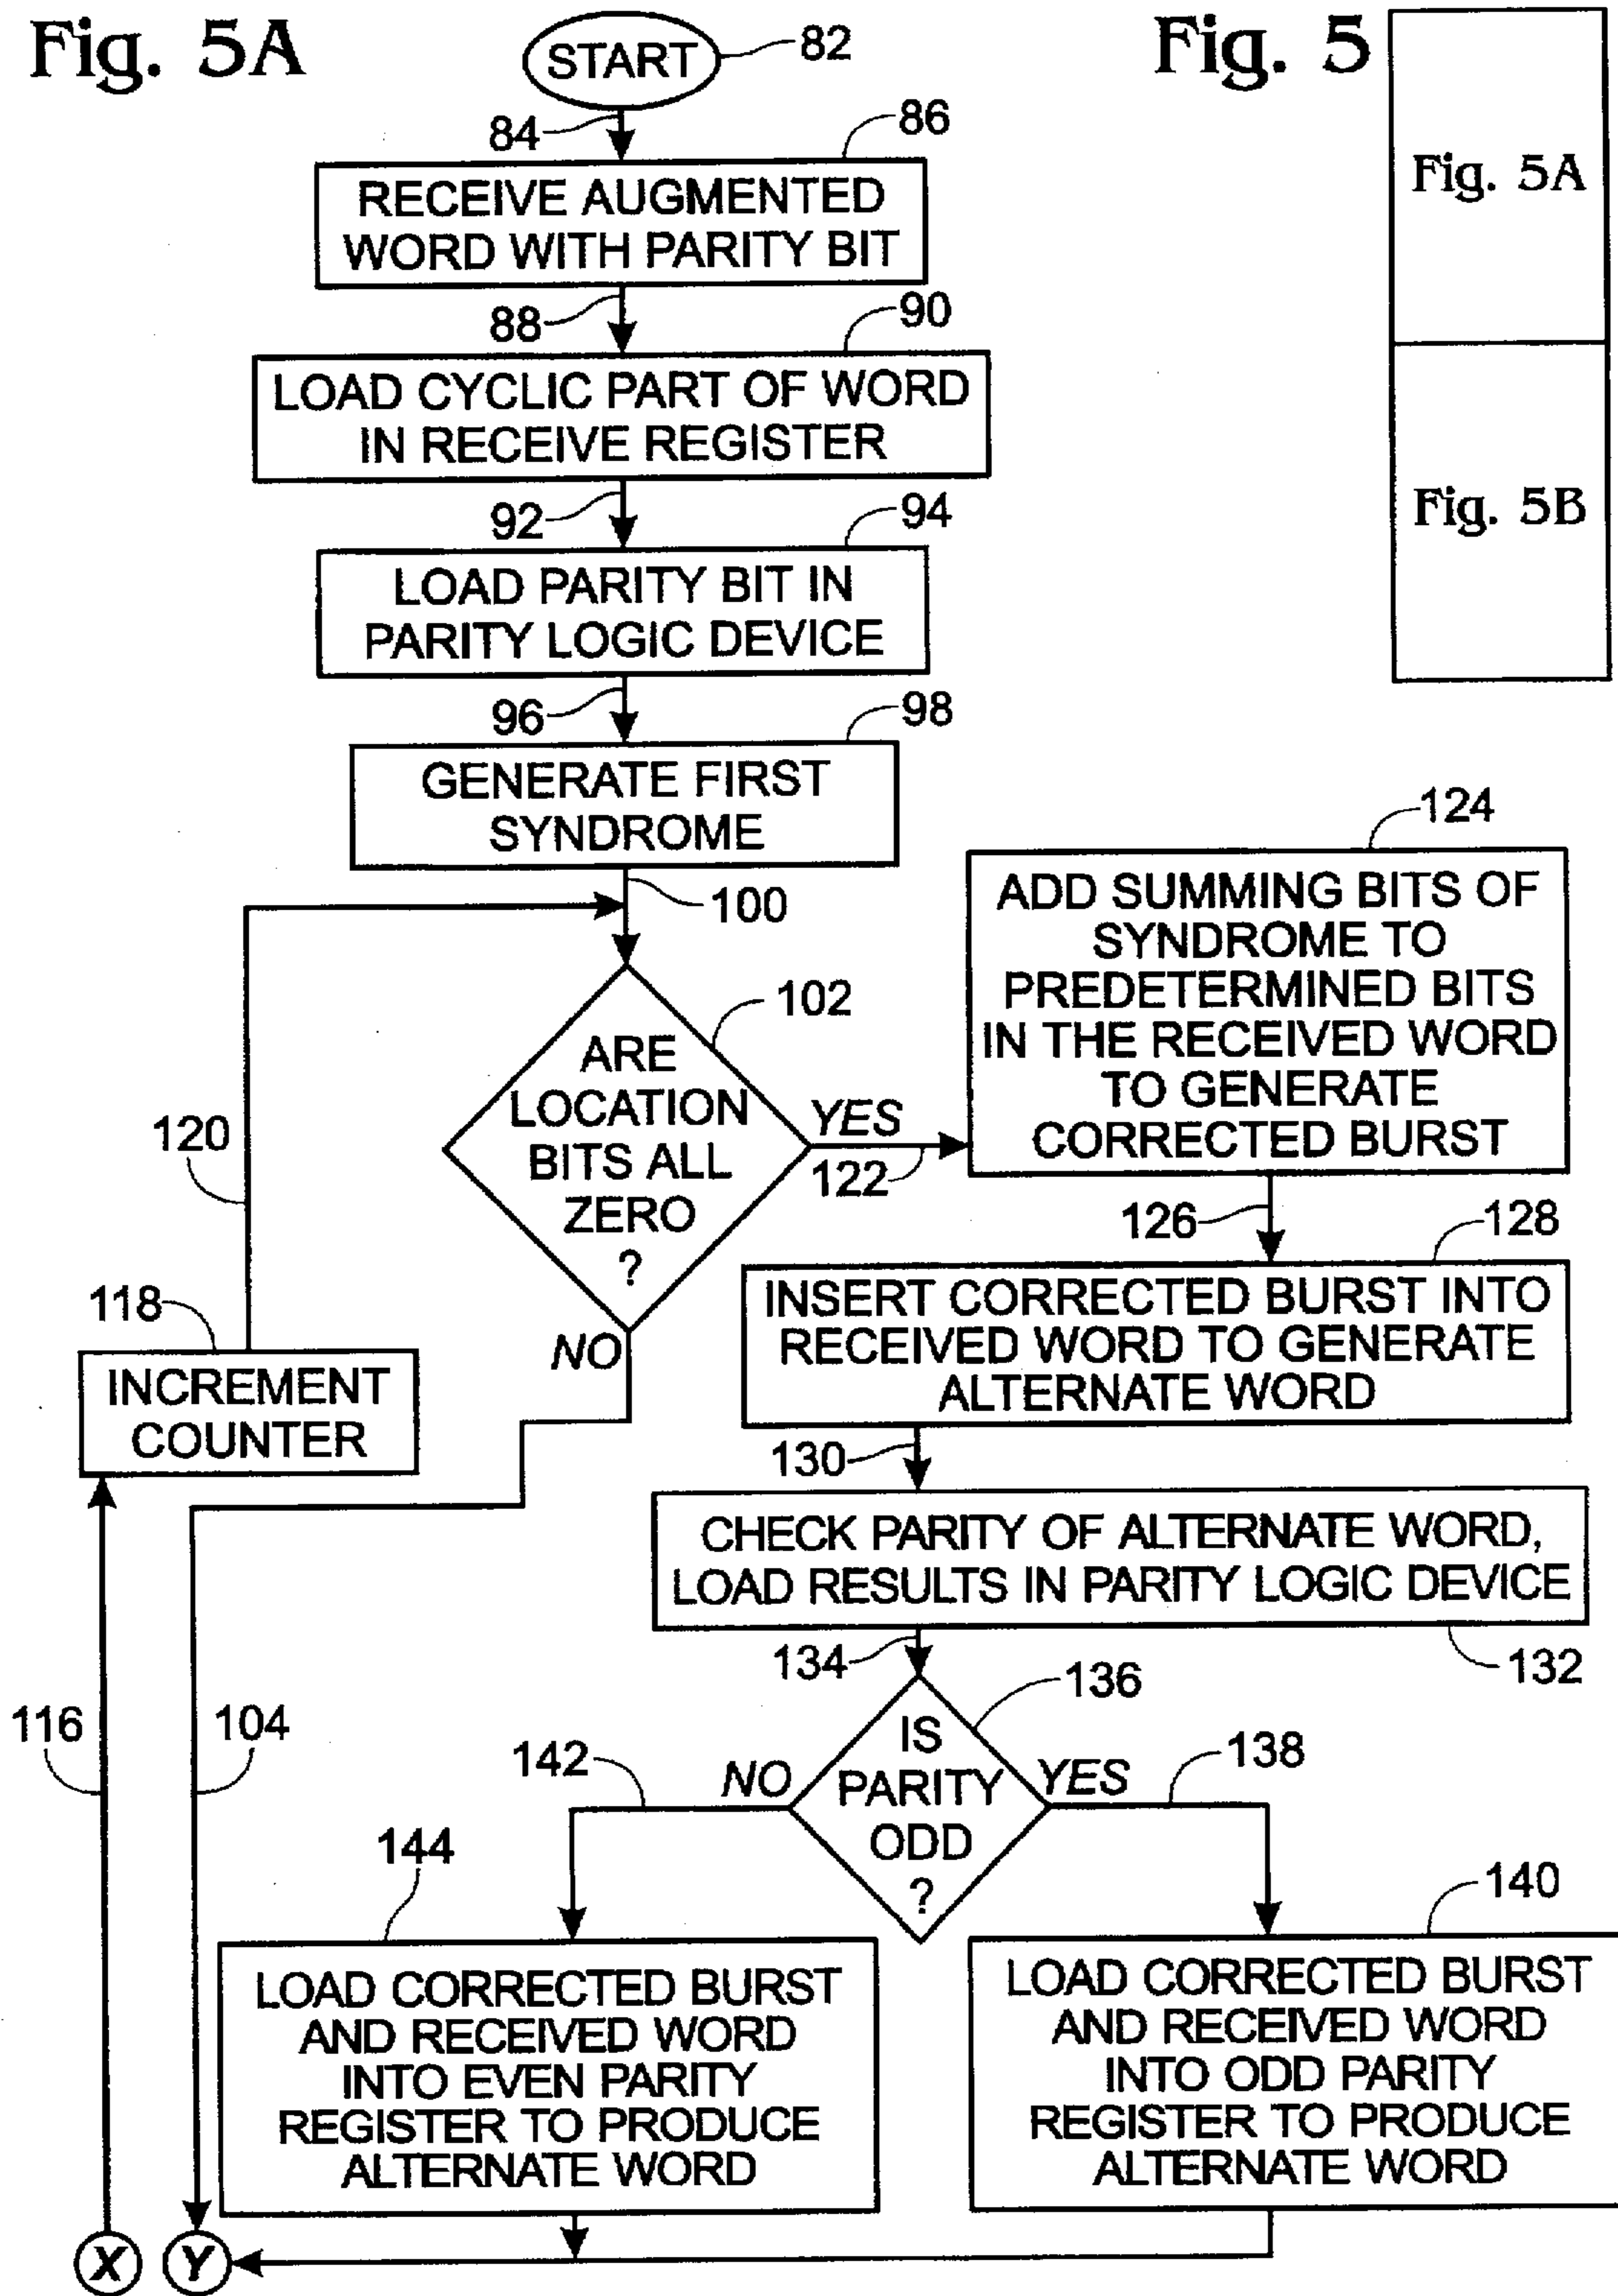 Fig. 5A
Fig. 5
START
82
84
86
RECEIVE AUGMENTED
WORD WITH PARITY BIT
Fig. 5A
88
90
LOAD CYCLIC PART OF WORD
IN RECEIVE REGISTER
92
94
LOAD PARITY BIT IN
PARITY LOGIC DEVICE
Fig. 5B
96
98
GENERATE FIRST
SYNDROME
100
102
ARE
LOCATION
BITS ALL
ZERO
?
YES
122
124
ADD SUMMING BITS OF
SYNDROME TO
PREDETERMINED BITS
IN THE RECEIVED WORD
TO GENERATE
CORRECTED BURST
120
126
128
INSERT CORRECTED BURST INTO
RECEIVED WORD TO GENERATE
ALTERNATE WORD
NO
118
INCREMENT
COUNTER
130
CHECK PARITY OF ALTERNATE WORD,
LOAD RESULTS IN PARITY LOGIC DEVICE
132
134
136
116
104
IS
PARITY
ODD
?
142
NO
YES
138
144
LOAD CORRECTED BURST
AND RECEIVED WORD
INTO EVEN PARITY
REGISTER TO PRODUCE
ALTERNATE WORD
140
LOAD CORRECTED BURST
AND RECEIVED WORD
INTO ODD PARITY
REGISTER TO PRODUCE
ALTERNATE WORD
X
Y